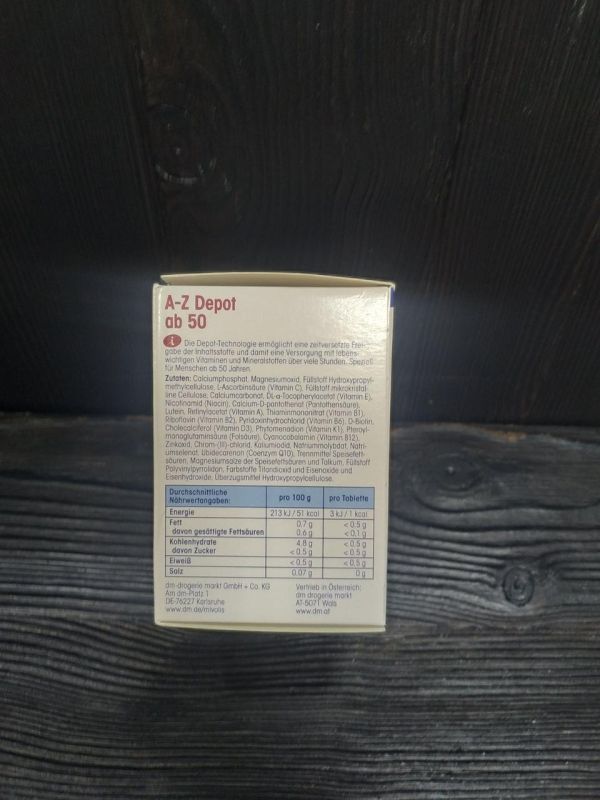 A-Z Depot
ab 50
i Die Depot-Technologie ermöglicht eine zeitversetzte Frei-
gabe der Inhaltsstoffe und damit eine Versorgung mit lebens-
wichtigen Vitaminen und Mineralstoffen über viele Stunden. Speziell
für Menschen ab 50 Jahren.
Zutaten: Calciumphosphat, Magnesiumoxid, Füllstoff Hydroxypropyl-
methylcellulose, L-Ascorbinsäure (Vitamin C), Füllstoff mikrokristal-
line Cellulose, Calciumcarbonat, DL-α-Tocopherylacetat (Vitamin E),
Nicotinamid (Niacin), Calcium-D-pantothenat (Pantothensäure),
Lutein, Retinylacetat (Vitamin A), Thiaminmononitrat (Vitamin B1),
Riboflavin (Vitamin B2), Pyridoxinhydrochlorid (Vitamin B6), D-Biotin,
Cholecalciferol (Vitamin D3), Phytomenadion (Vitamin K1), Pteroyl-
monoglutaminsäure (Folsäure), Cyanocobalamin (Vitamin B12),
Zinkoxid, Chrom-(III)-chlorid, Kaliumiodid, Natriummolybdat, Natri-
umselenat, Ubidecarenon (Coenzym Q10), Trennmittel Speisefett-
säuren, Magnesiumsalze der Speisefettsäuren und Talkum, Füllstoff
Polyvinylpyrrolidon, Farbstoffe Titandioxid und Eisenoxide und
Eisenhydroxide, Überzugsmittel Hydroxypropylcellulose.
Durchschnittliche
Nährwertangaben: pro 100 g pro Tablette
Energie 213 kJ / 51 kcal 3 kJ / 1 kcal
Fett 0,7 g < 0,5 g
davon gesättigte Fettsäuren 0,6 g < 0,1 g
Kohlenhydrate 4,8 g < 0,5 g
davon Zucker < 0,5 g < 0,5 g
Eiweiß < 0,5 g < 0,5 g
Salz 0,07 g 0 g
dm-drogerie markt GmbH + Co. KG Vertrieb in Österreich:
Am dm-Platz 1 dm drogerie markt
DE-76227 Karlsruhe AT-5071 Wals
www.dm.de/mivolis www.dm.at